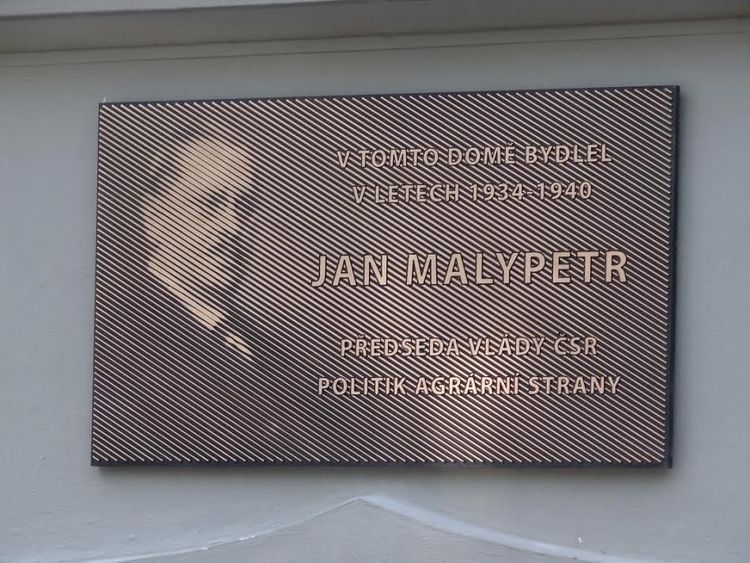 V TOMTO DOMĚ BYDLEL
V LETECH 1934-1940
JAN MALYPETR
PŘEDSEDA VLÁDY ČSR
POLITIK AGRÁRNÍ STRANY